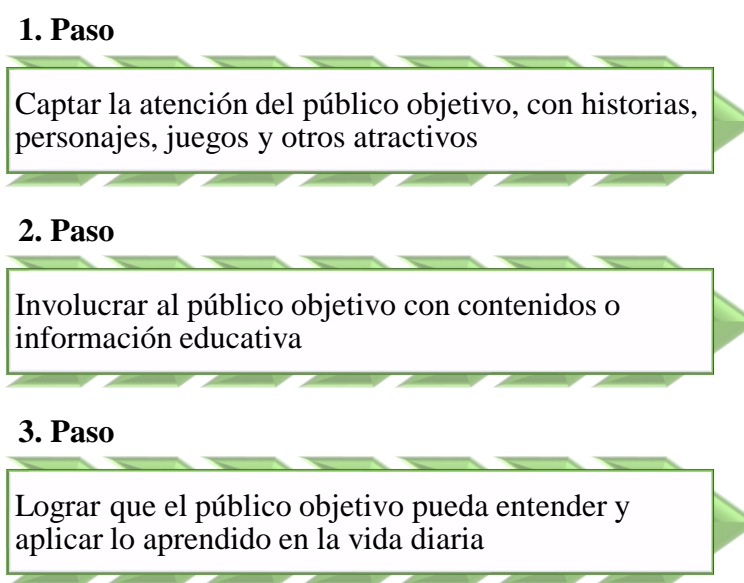 1. Paso
Captar la atención del público objetivo, con historias,
personajes, juegos y otros atractivos
2. Paso
Involucrar al público objetivo con contenidos o
información educativa
3. Paso
Lograr que el público objetivo pueda entender y
aplicar lo aprendido en la vida diaria